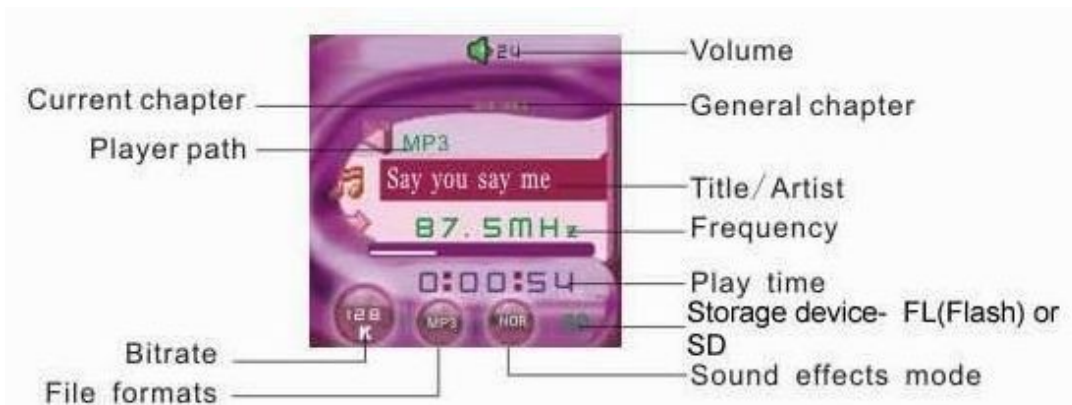 24
Volume
Current chapter
General chapter
Player path
MP3
Say you say me
Title/Artist
87.5MHz
Frequency
0:00:54
Play time
Storage device- FL(Flash) or
SD
128
K
MP3
NOR
Bitrate
Sound effects mode
File formats